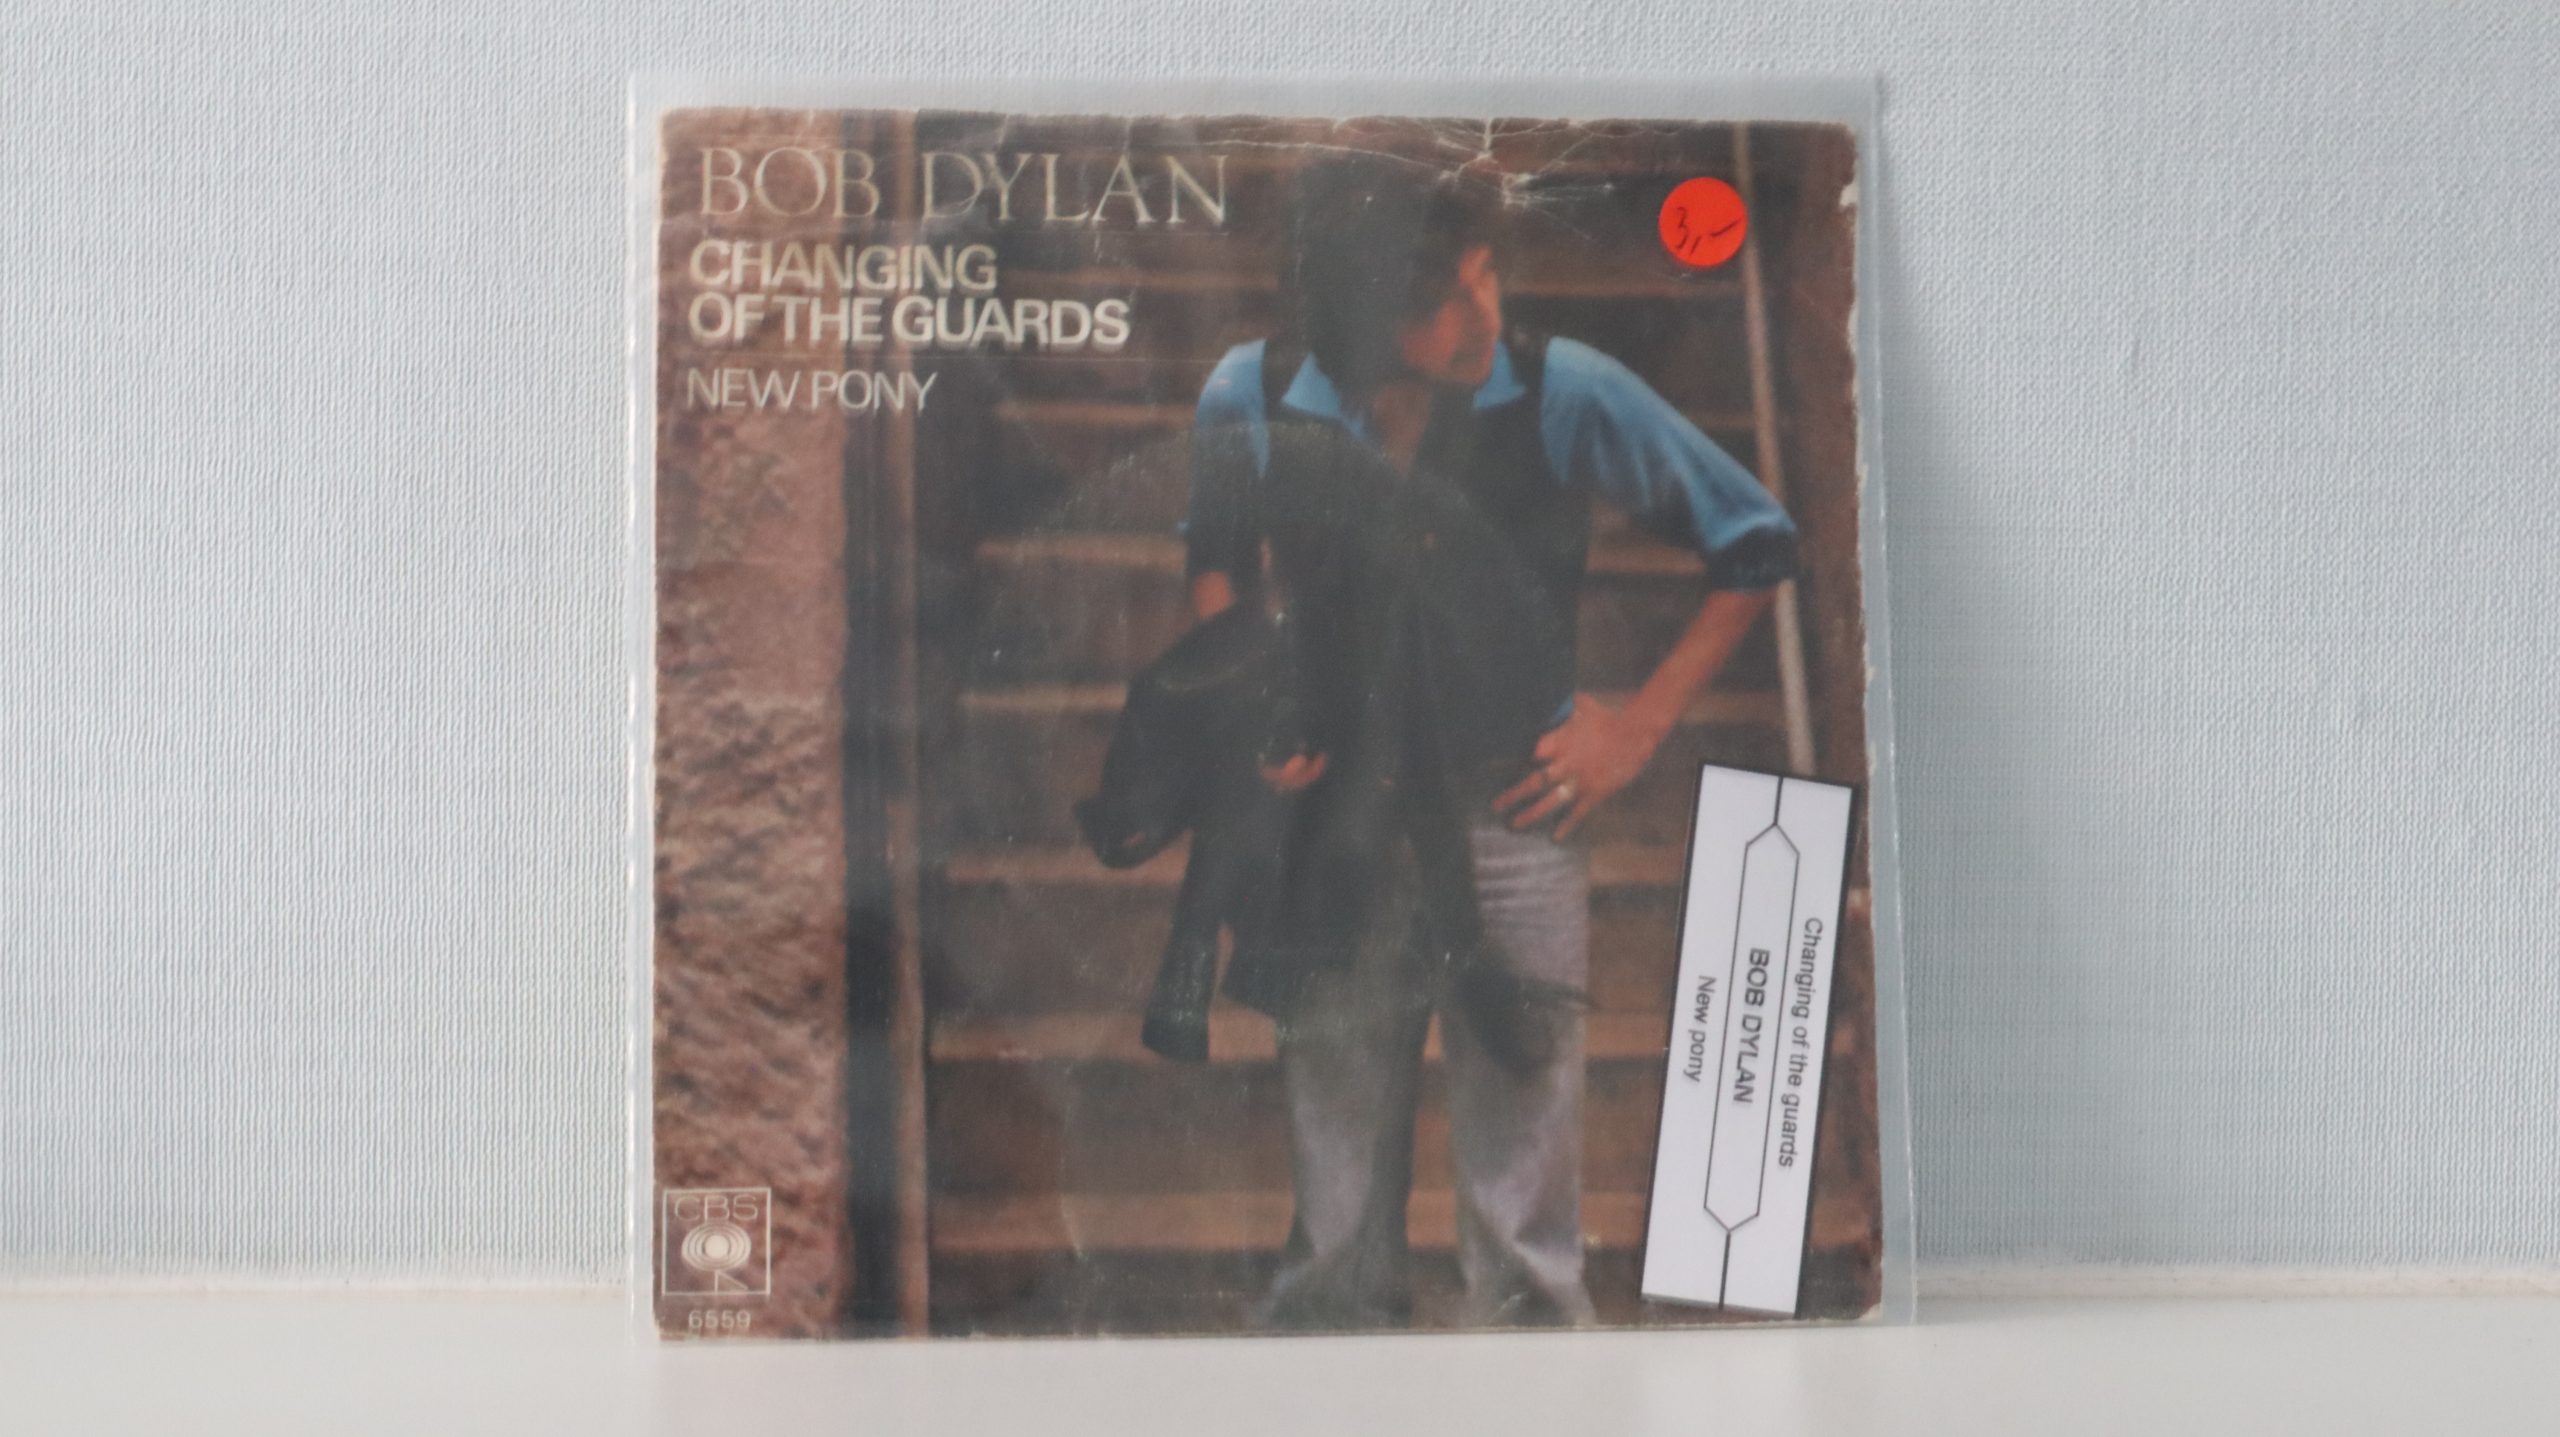 BOB DYLAN
CHANGING
OF THE GUARDS
NEW PONY
3,-
Changing of the guards
BOB DYLAN
New pony
CBS
6559